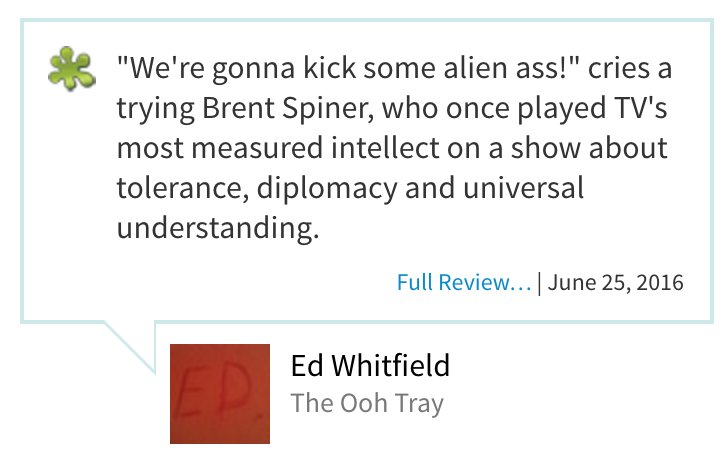 "We're gonna kick some alien ass!" cries a
trying Brent Spiner, who once played TV's
most measured intellect on a show about
tolerance, diplomacy and universal
understanding.
Full Review… | June 25, 2016
ED.
Ed Whitfield
The Ooh Tray